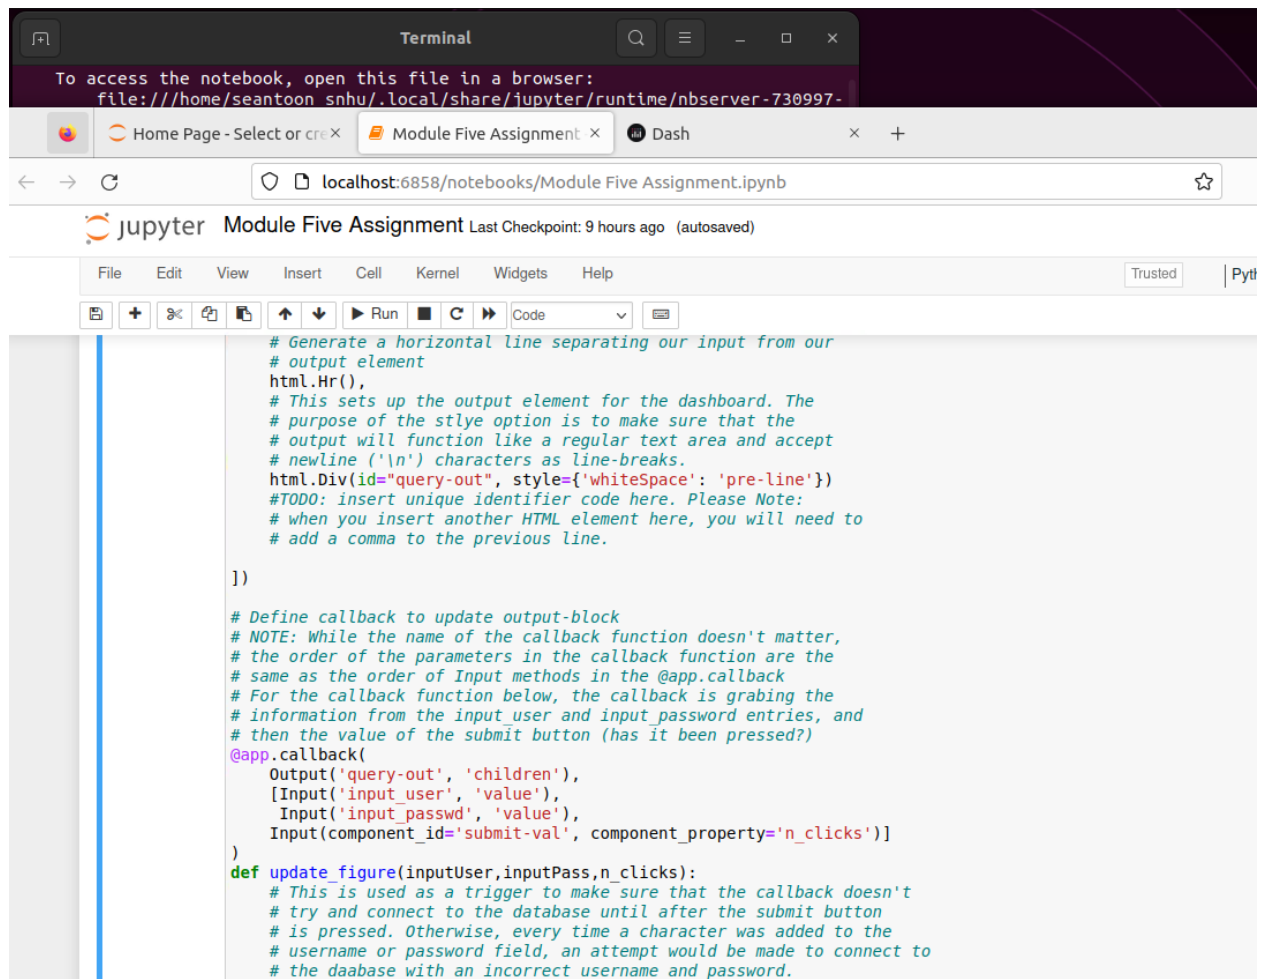 Terminal
To access the notebook, open this file in a browser:
file:///home/seantoon_snhu/.local/share/jupyter/runtime/nbserver-730997-
Home Page - Select or cre
Module Five Assignment
Dash
localhost:6858/notebooks/Module Five Assignment.ipynb
jupyter Module Five Assignment Last Checkpoint: 9 hours ago (autosaved)
File Edit View Insert Cell Kernel Widgets Help Trusted Pyth
Run Code
# Generate a horizontal line separating our input from our
# output element
html.Hr(),
# This sets up the output element for the dashboard. The
# purpose of the stlye option is to make sure that the
# output will function like a regular text area and accept
# newline ('\n') characters as line-breaks.
html.Div(id="query-out", style={'whiteSpace': 'pre-line'})
#TODO: insert unique identifier code here. Please Note:
# when you insert another HTML element here, you will need to
# add a comma to the previous line.
])
# Define callback to update output-block
# NOTE: While the name of the callback function doesn't matter,
# the order of the parameters in the callback function are the
# same as the order of Input methods in the @app.callback
# For the callback function below, the callback is grabing the
# information from the input_user and input_password entries, and
# then the value of the submit button (has it been pressed?)
@app.callback(
Output('query-out', 'children'),
[Input('input_user', 'value'),
Input('input_passwd', 'value'),
Input(component_id='submit-val', component_property='n_clicks')]
)
def update_figure(inputUser,inputPass,n_clicks):
# This is used as a trigger to make sure that the callback doesn't
# try and connect to the database until after the submit button
# is pressed. Otherwise, every time a character was added to the
# username or password field, an attempt would be made to connect to
# the daabase with an incorrect username and password.